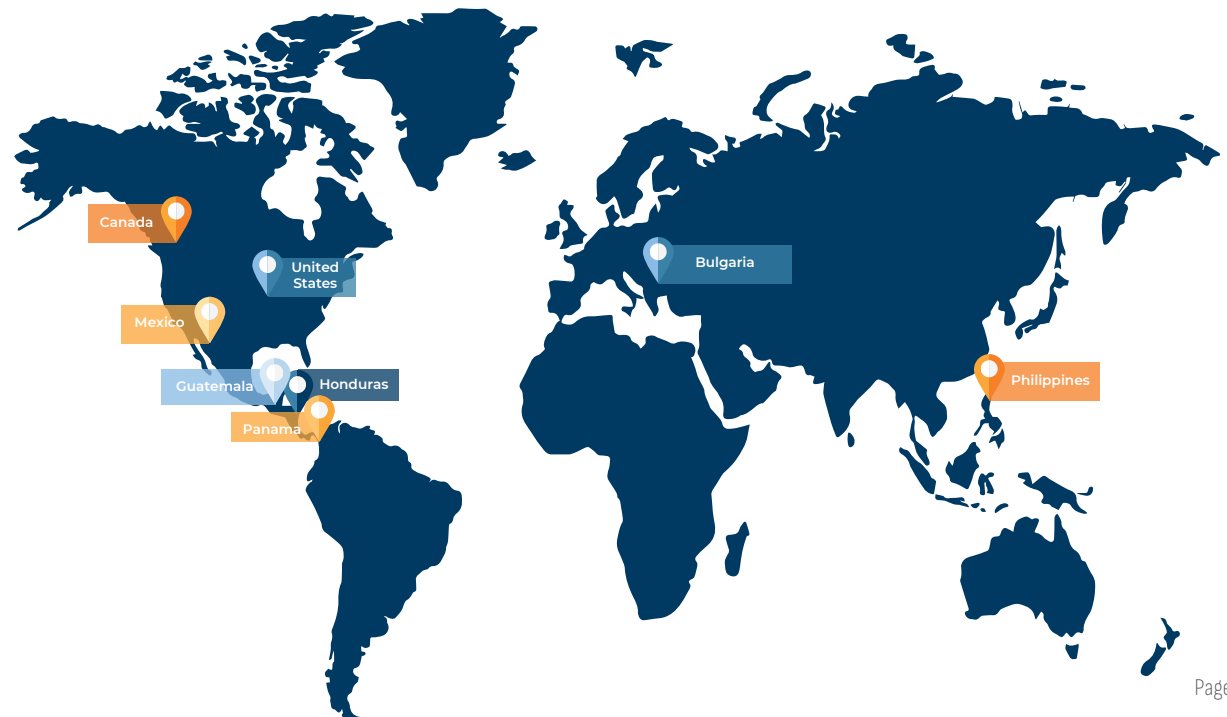 Canada
United
States
Bulgaria
Mexico
Guatemala
Honduras
Philippines
Panama
Page